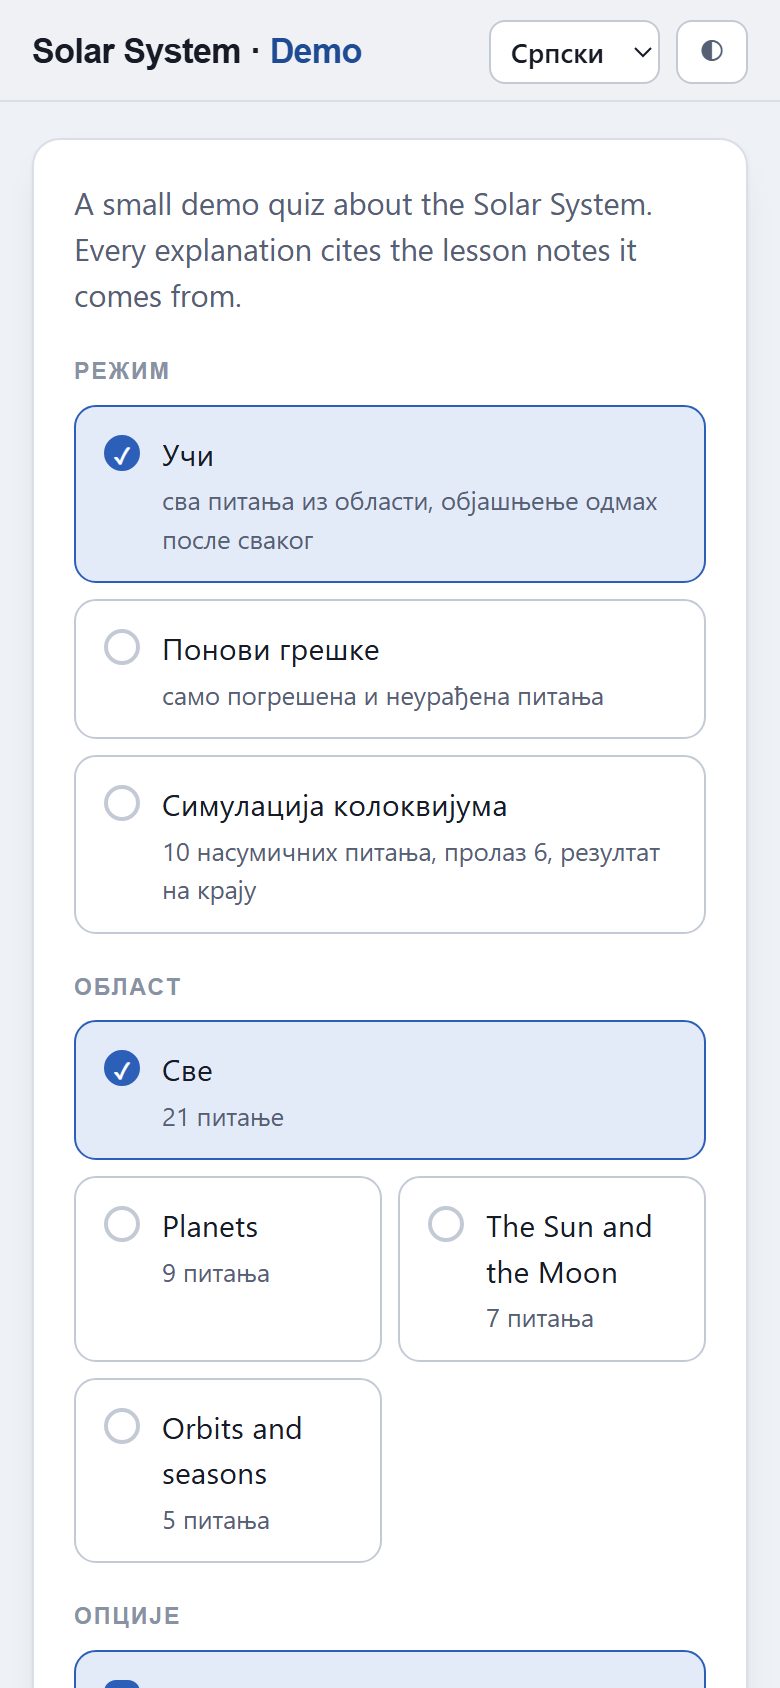 Solar System · Demo
Српски
A small demo quiz about the Solar System.
Every explanation cites the lesson notes it
comes from.
РЕЖИМ
Учи
сва питања из области, објашњење одмах
после сваког
Понови грешке
само погрешена и неурађена питања
Симулација колоквијума
10 насумичних питања, пролаз 6, резултат
на крају
ОБЛАСТ
Све
21 питање
Planets
9 питања
The Sun and
the Moon
7 питања
Orbits and
seasons
5 питања
ОПЦИЈЕ